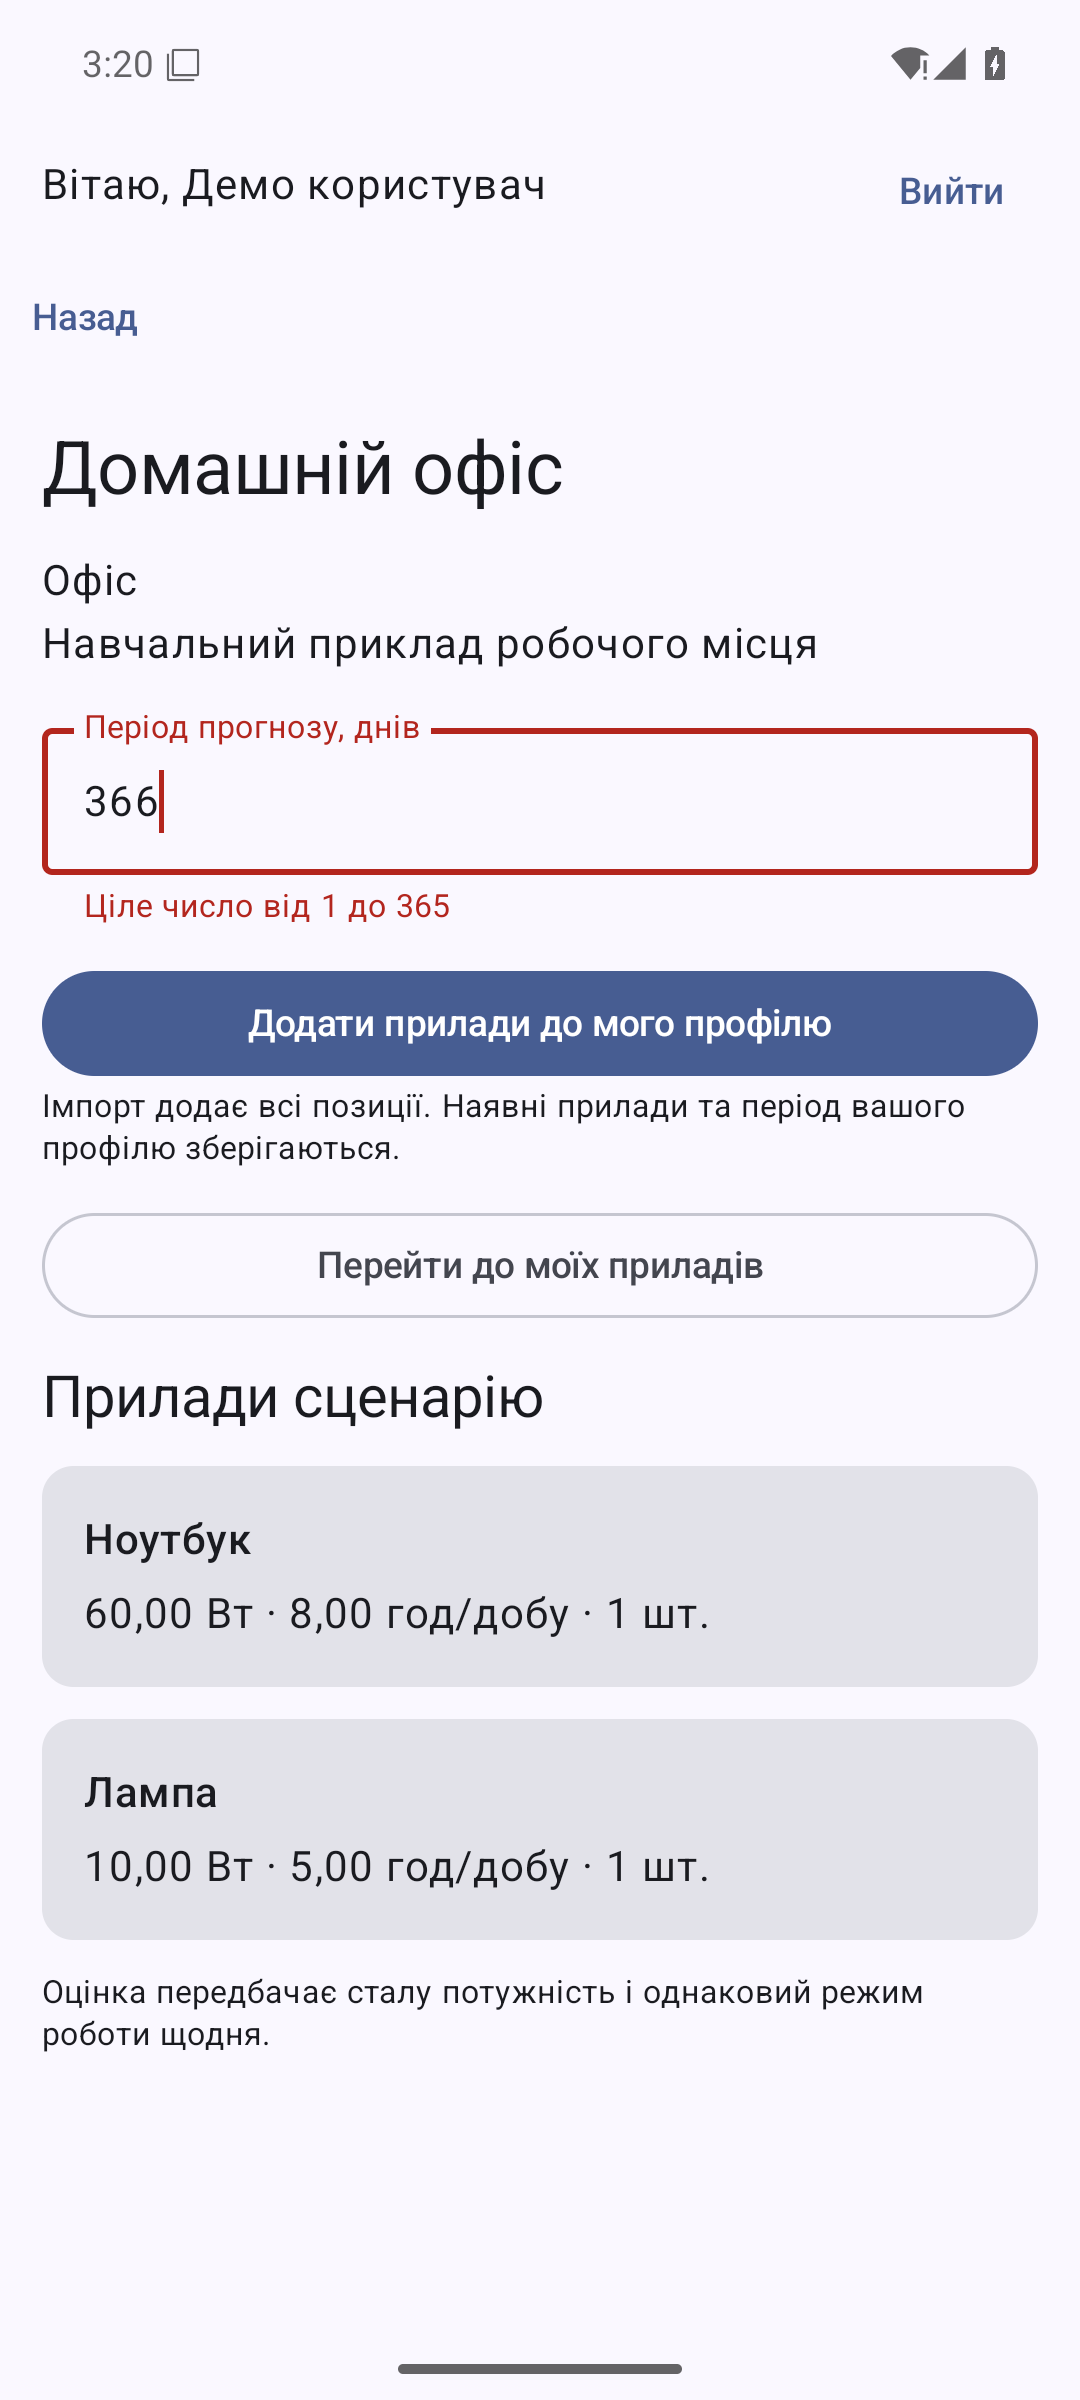 3:20
Вітаю, Демо користувач
Вийти
Назад
Домашній офіс
Офіс
Навчальний приклад робочого місця
Період прогнозу, днів
366
Ціле число від 1 до 365
Додати прилади до мого профілю
Імпорт додає всі позиції. Наявні прилади та період вашого
профілю зберігаються.
Перейти до моїх приладів
Прилади сценарію
Ноутбук
60,00 Вт · 8,00 год/добу · 1 шт.
Лампа
10,00 Вт · 5,00 год/добу · 1 шт.
Оцінка передбачає сталу потужність і однаковий режим
роботи щодня.